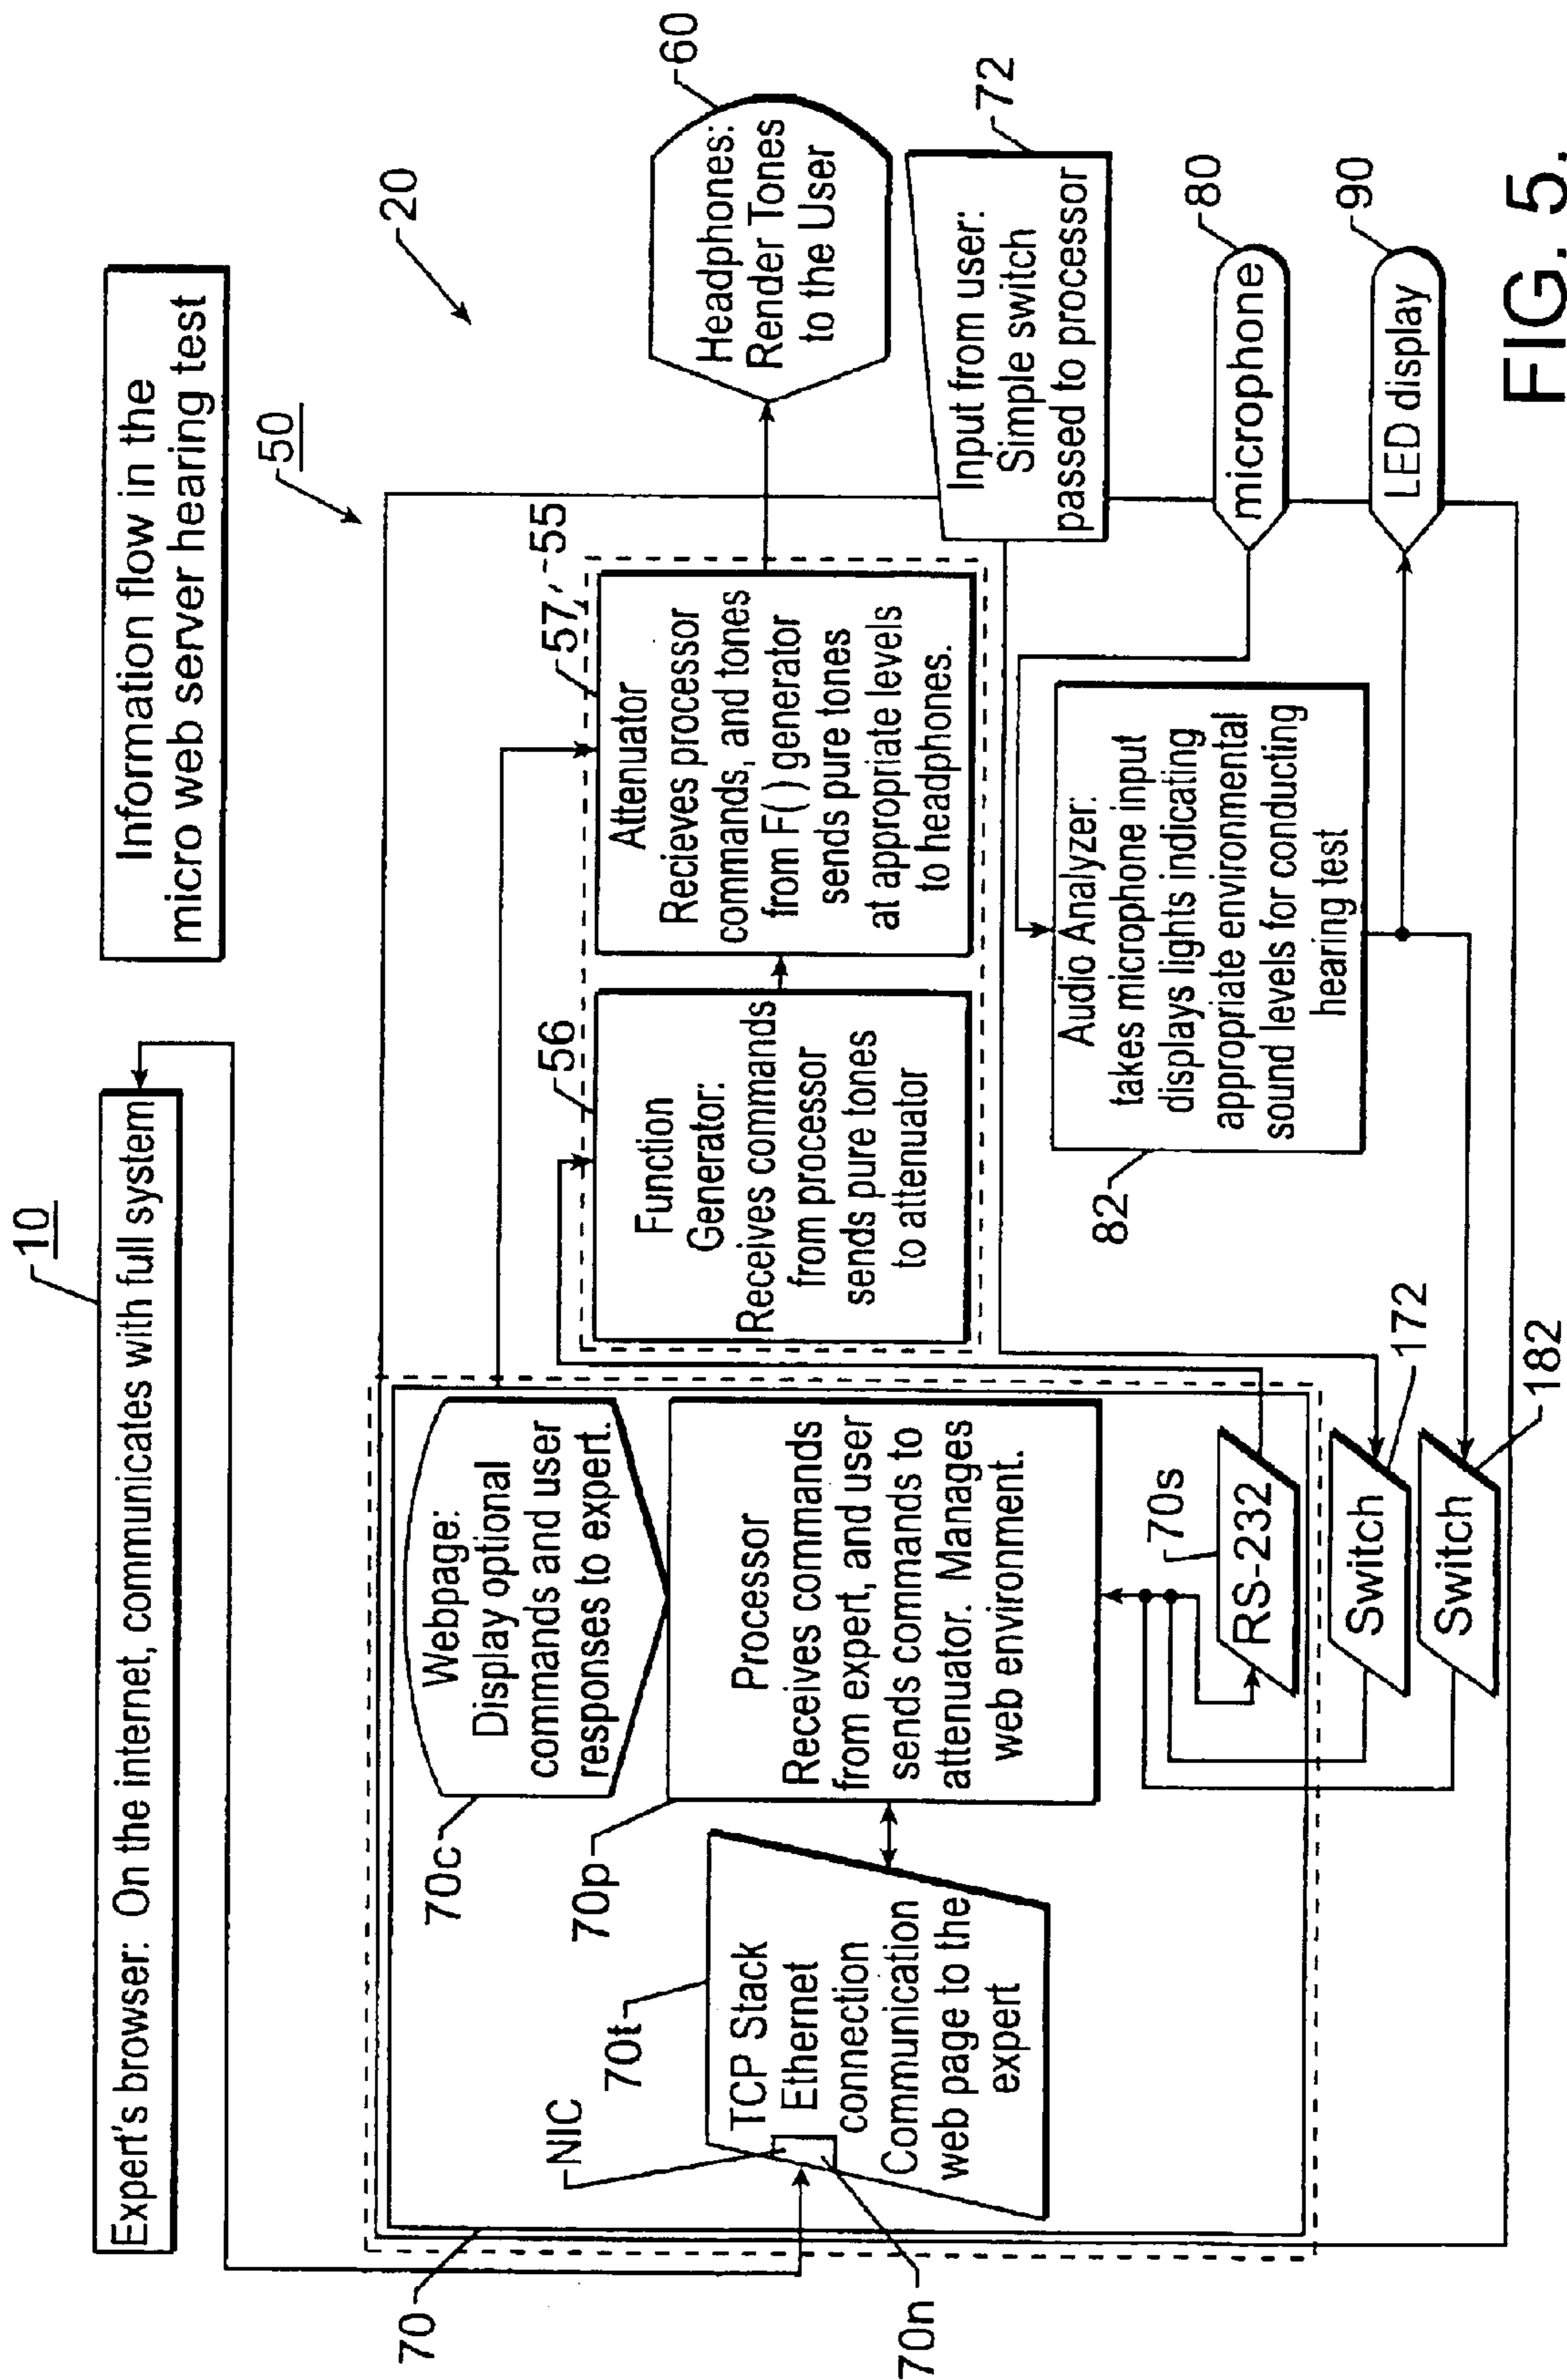 10
Expert's browser: On the internet, communicates with full system
Information flow in the
micro web server hearing test
50
20
70
70c
Webpage:
Display optional
commands and user
responses to expert.
70p
Processor
Receives commands
from expert, and user
sends commands to
attenuator. Manages
web environment.
NIC
70t
TCP Stack
Ethernet
connection
Communication
web page to the
expert
70n
70s
RS-232
Switch
172
Switch
182
56
Function
Generator:
Receives commands
from processor
sends pure tones
to attenuator
57
55
Attenuator
Recieves processor
commands, and tones
from F( ) generator
sends pure tones
at appropriate levels
to headphones.
60
Headphones:
Render Tones
to the User
72
Input from user:
Simple switch
passed to processor
82
Audio Analyzer:
takes microphone input
displays lights indicating
appropriate environmental
sound levels for conducting
hearing test
80
microphone
90
LED display
FIG. 5.